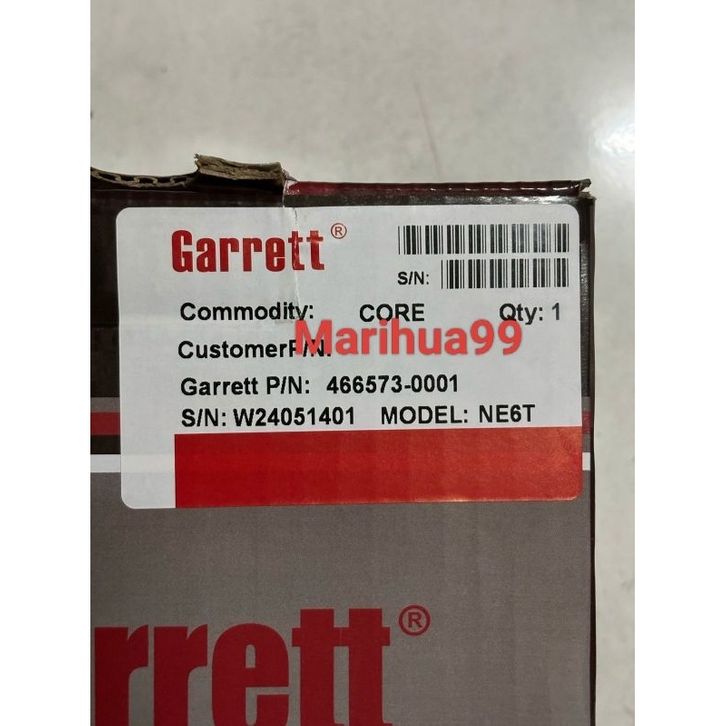 Garrett®
S/N:
Commodity: CORE Qty: 1
CustomerP/N:
Marihua99
Garrett P/N: 466573-0001
S/N: W24051401 MODEL: NE6T
rrett®